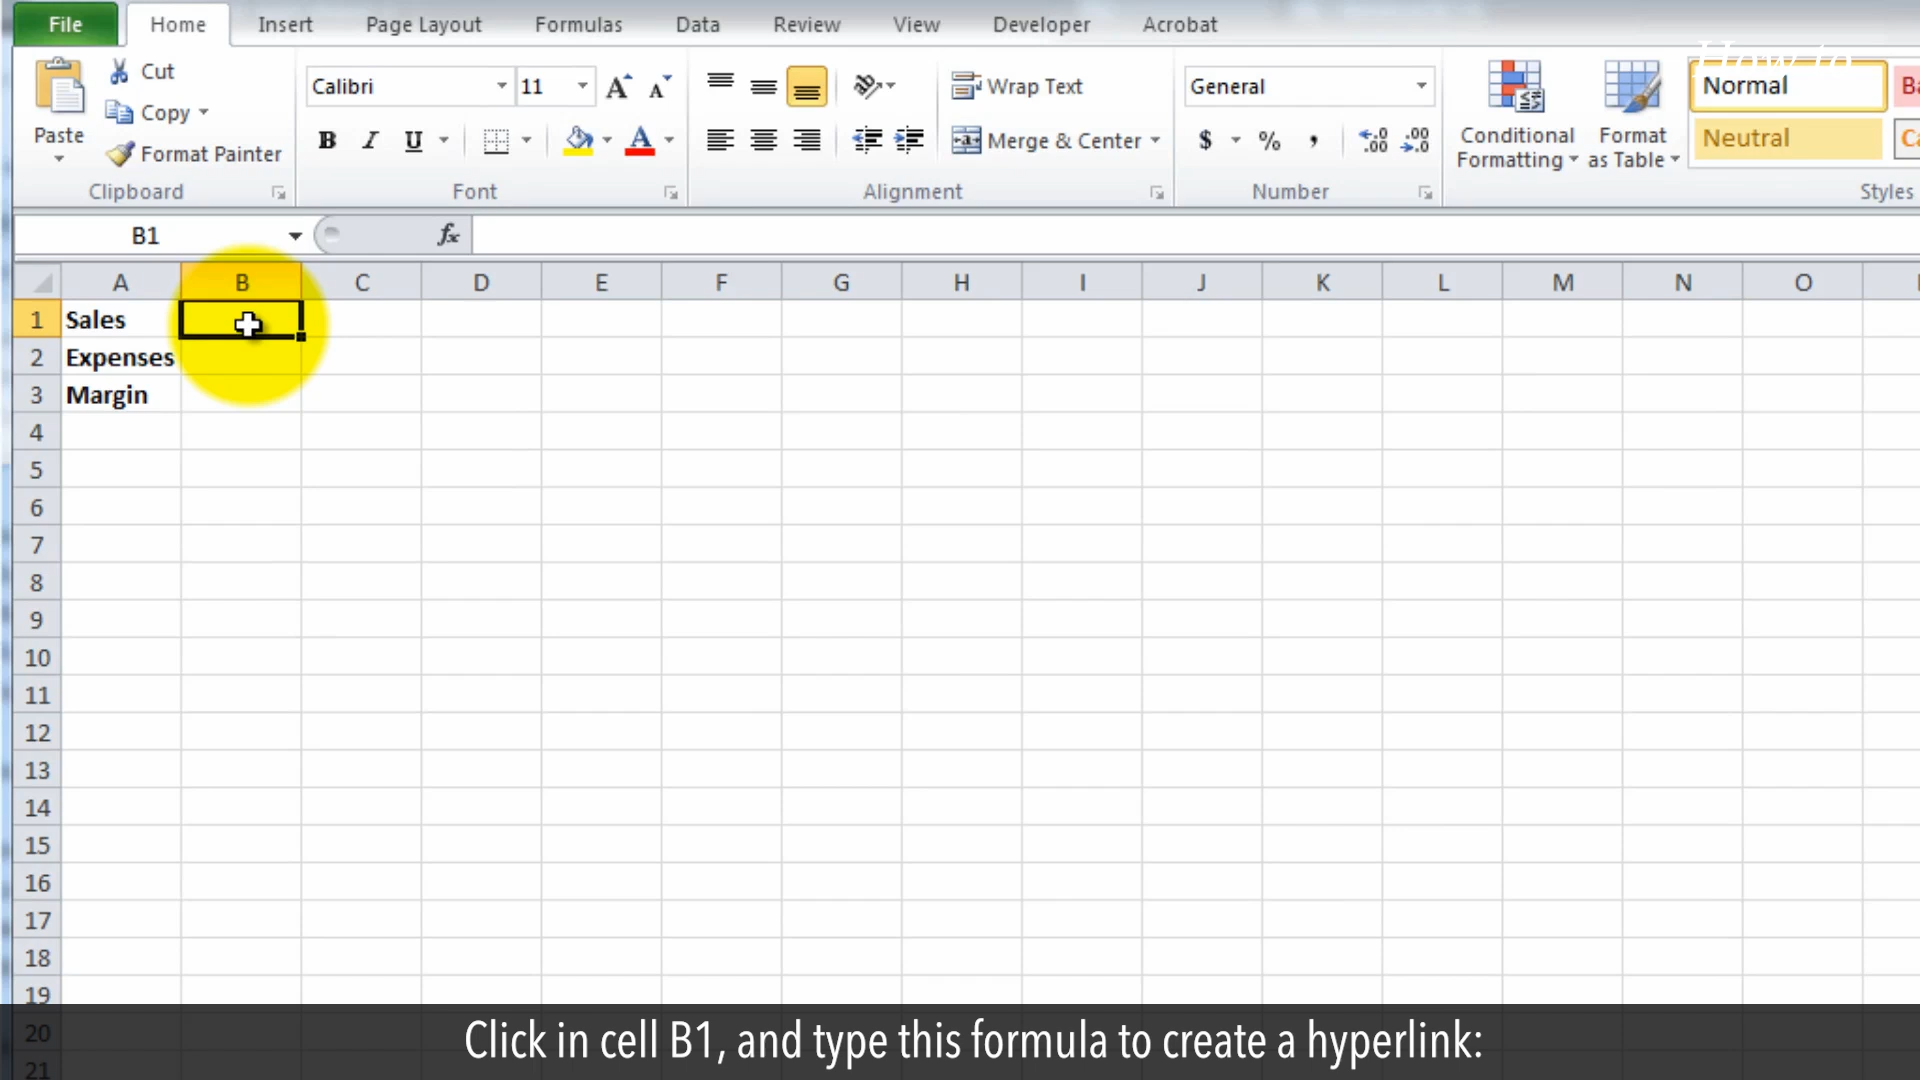 File Home Insert Page Layout Formulas Data Review View Developer Acrobat
How to
Cut
Copy
Format Painter
Paste
Clipboard
Calibri 11
B I U
Font
Wrap Text
Merge & Center
Alignment
General
$ % ,
Number
Conditional Formatting
Format as Table
Normal
Neutral
Styles
B1 fx
A B C D E F G H I J K L M N O
1 Sales
2 Expenses
3 Margin
4
5
6
7
8
9
10
11
12
13
14
15
16
17
18
19
20
21
Click in cell B1, and type this formula to create a hyperlink: